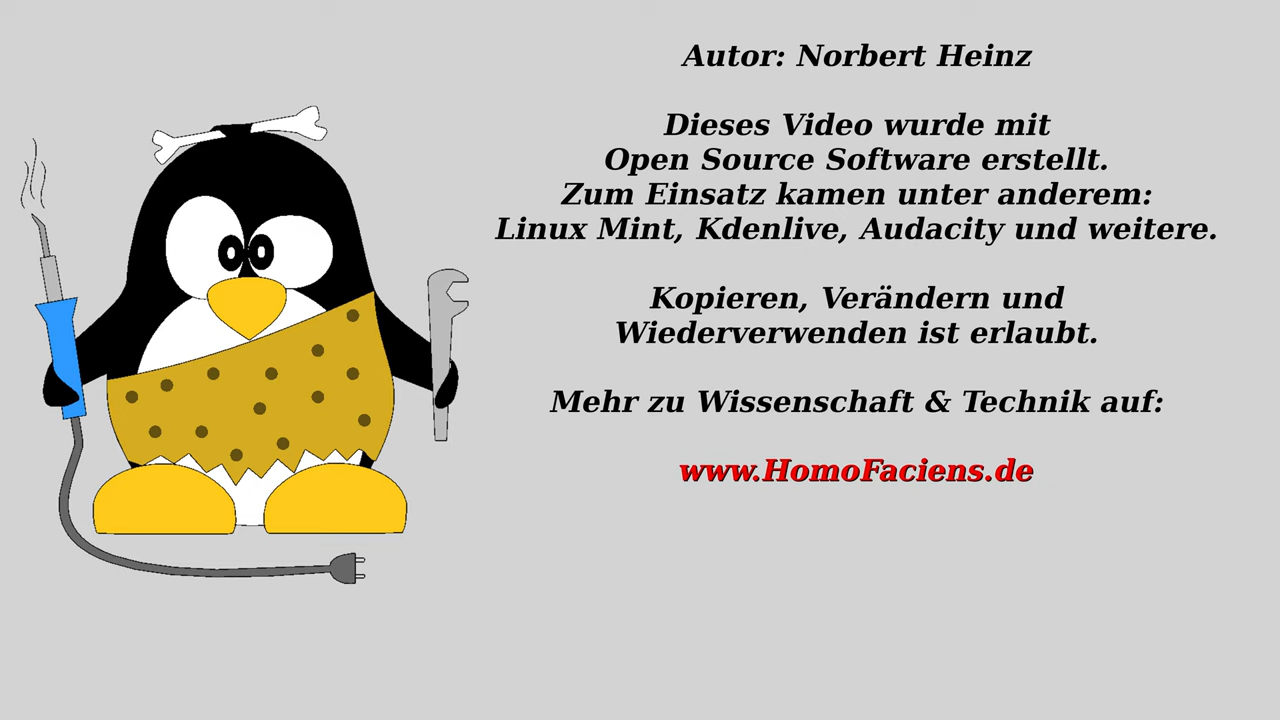 Autor: Norbert Heinz
Dieses Video wurde mit
Open Source Software erstellt.
Zum Einsatz kamen unter anderem:
Linux Mint, Kdenlive, Audacity und weitere.
Kopieren, Verändern und
Wiederverwenden ist erlaubt.
Mehr zu Wissenschaft & Technik auf:
www.HomoFaciens.de